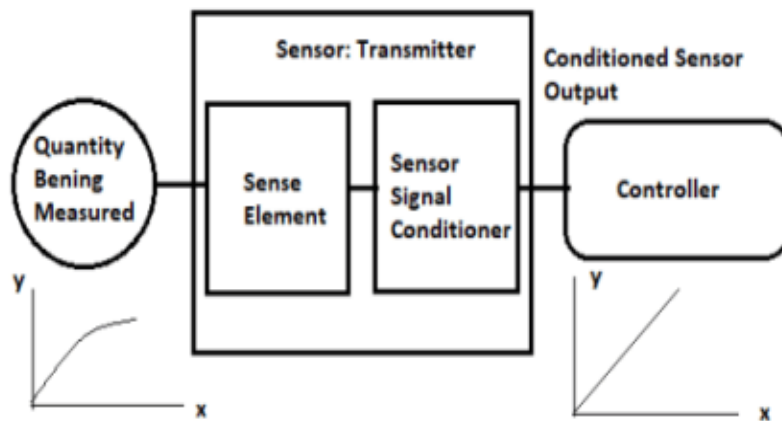 Sensor: Transmitter
Conditioned Sensor
Output
Quantity
Bening
Measured
Sense
Element
Sensor
Signal
Conditioner
Controller
y
x
y
x